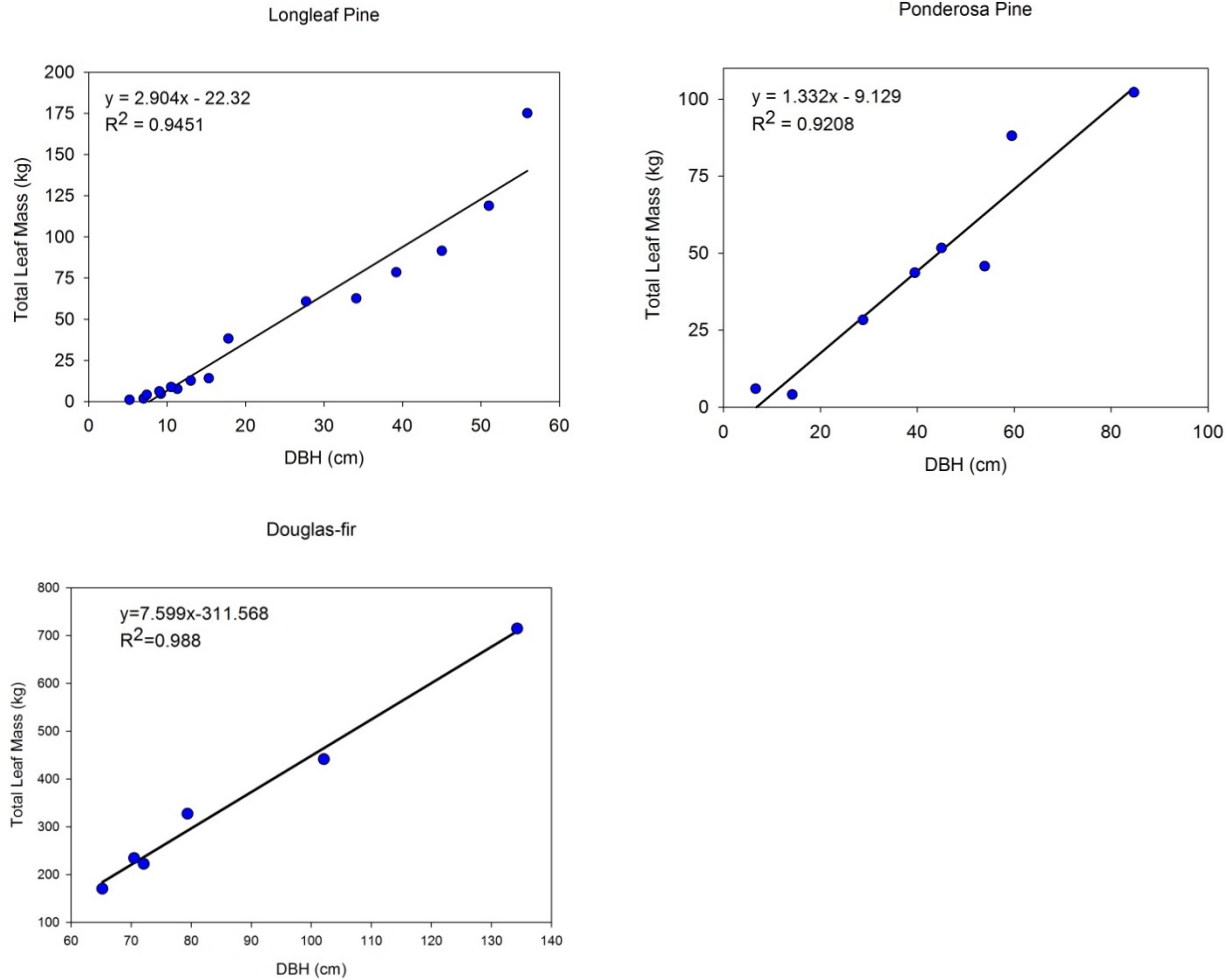 Longleaf Pine
y = 2.904x - 22.32
R2 = 0.9451
Total Leaf Mass (kg)
200
175
150
125
100
75
50
25
0
0 10 20 30 40 50 60
DBH (cm)
Ponderosa Pine
y = 1.332x - 9.129
R2 = 0.9208
Total Leaf Mass (kg)
100
75
50
25
0
0 20 40 60 80 100
DBH (cm)
Douglas-fir
y=7.599x-311.568
R2=0.988
Total Leaf Mass (kg)
800
700
600
500
400
300
200
100
60 70 80 90 100 110 120 130 140
DBH (cm)